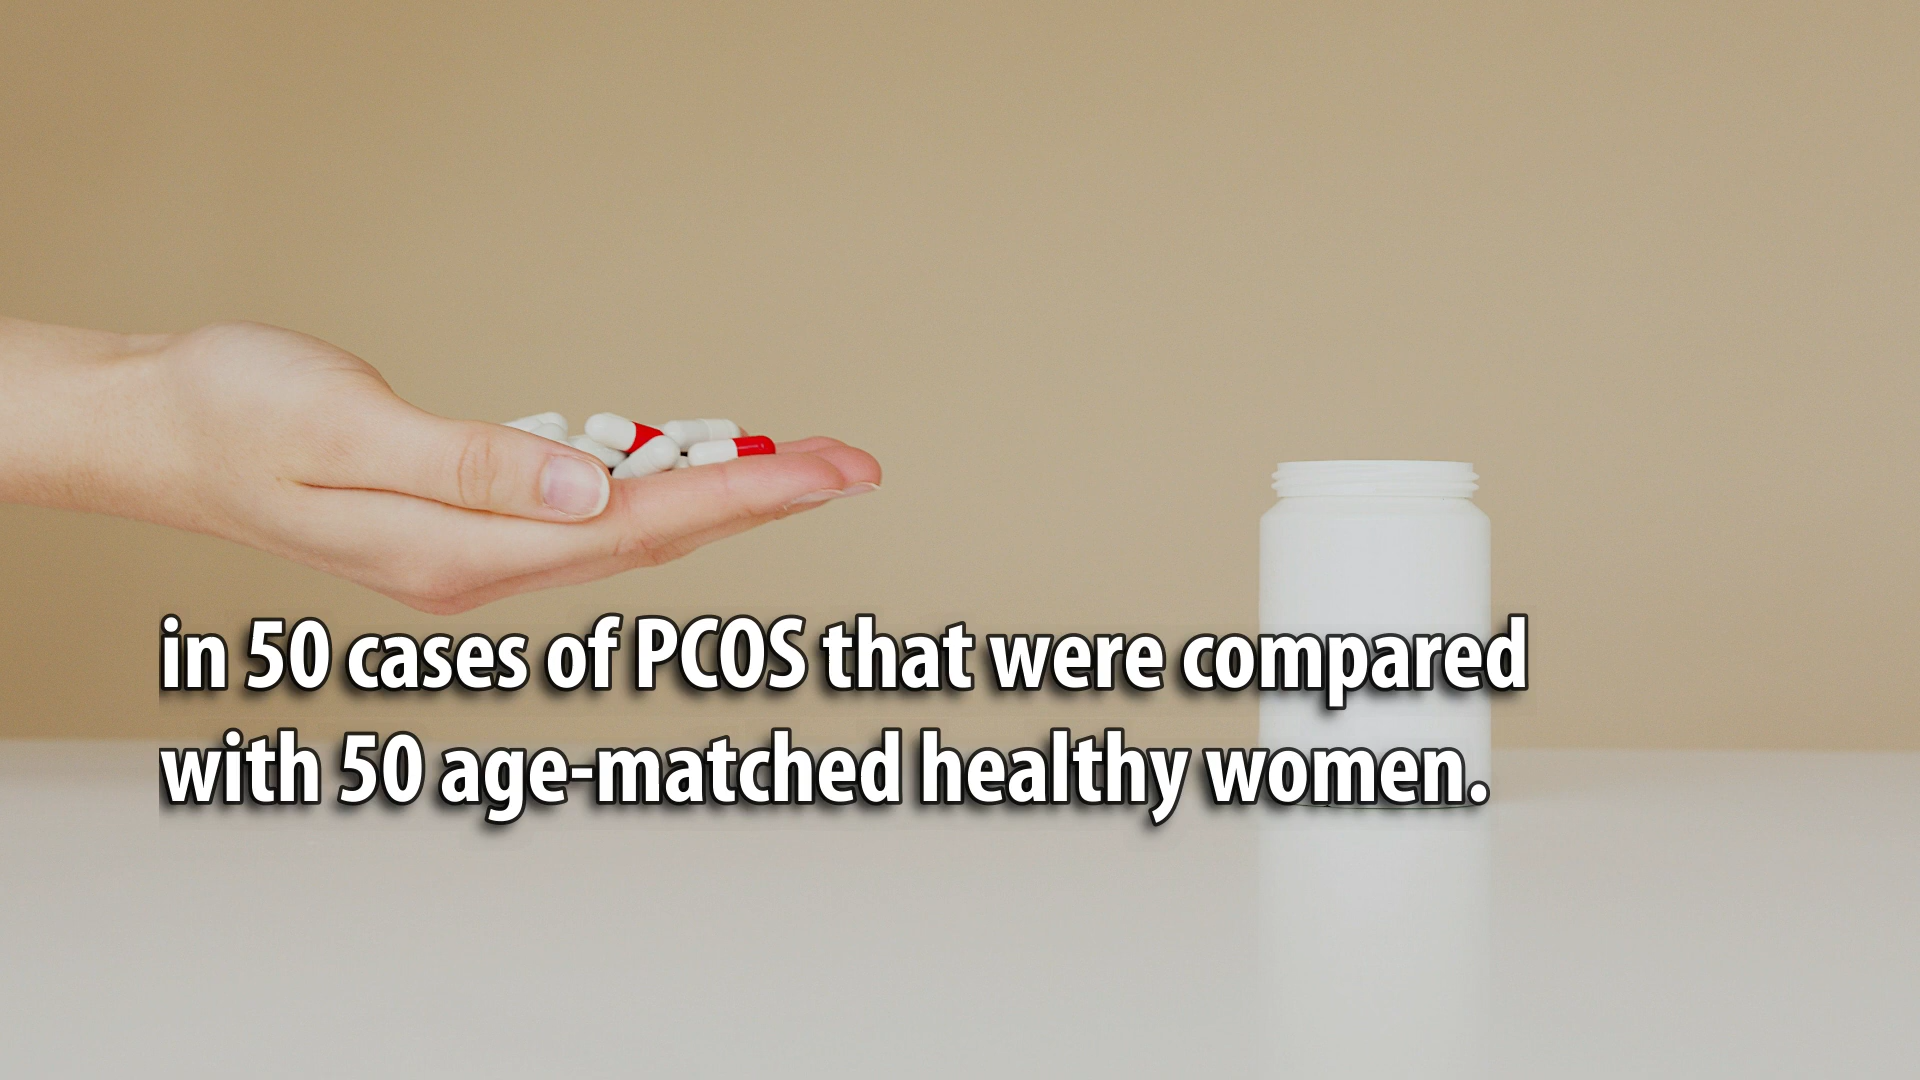 in 50 cases of PCOS that were compared
with 50 age-matched healthy women.